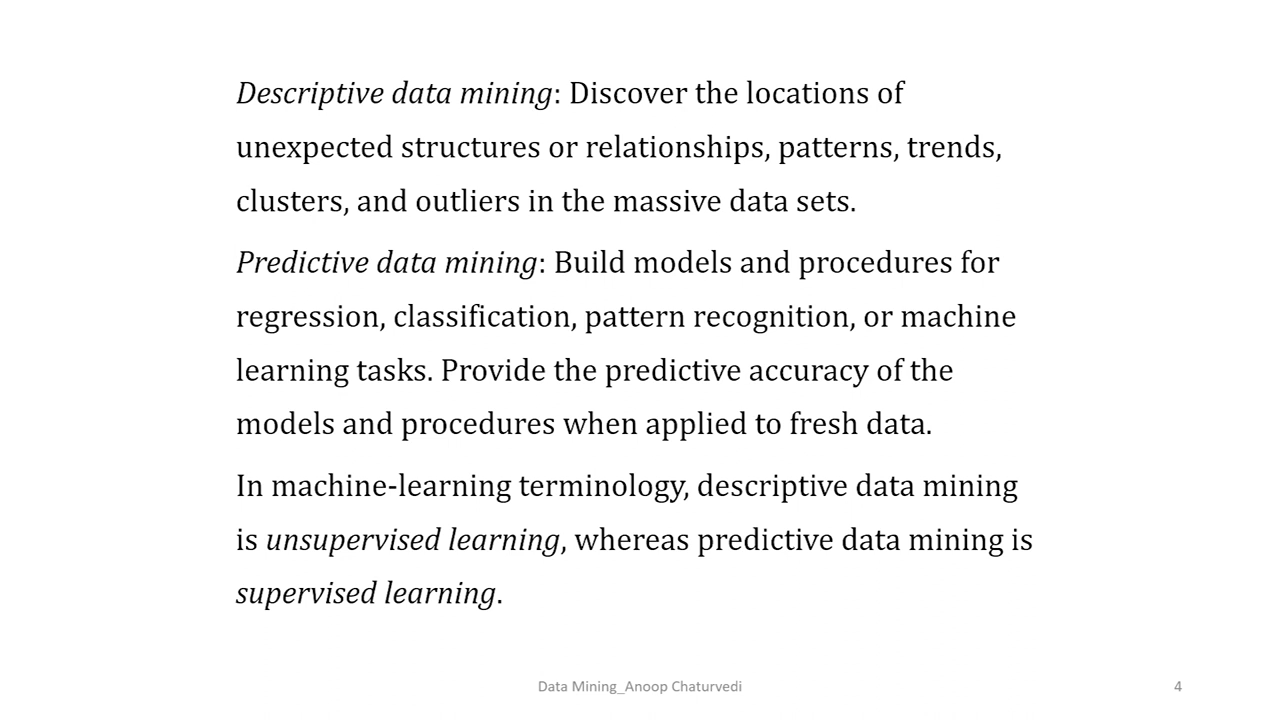 Descriptive data mining: Discover the locations of
unexpected structures or relationships, patterns, trends,
clusters, and outliers in the massive data sets.
Predictive data mining: Build models and procedures for
regression, classification, pattern recognition, or machine
learning tasks. Provide the predictive accuracy of the
models and procedures when applied to fresh data.
In machine-learning terminology, descriptive data mining
is unsupervised learning, whereas predictive data mining is
supervised learning.
Data Mining_Anoop Chaturvedi
4